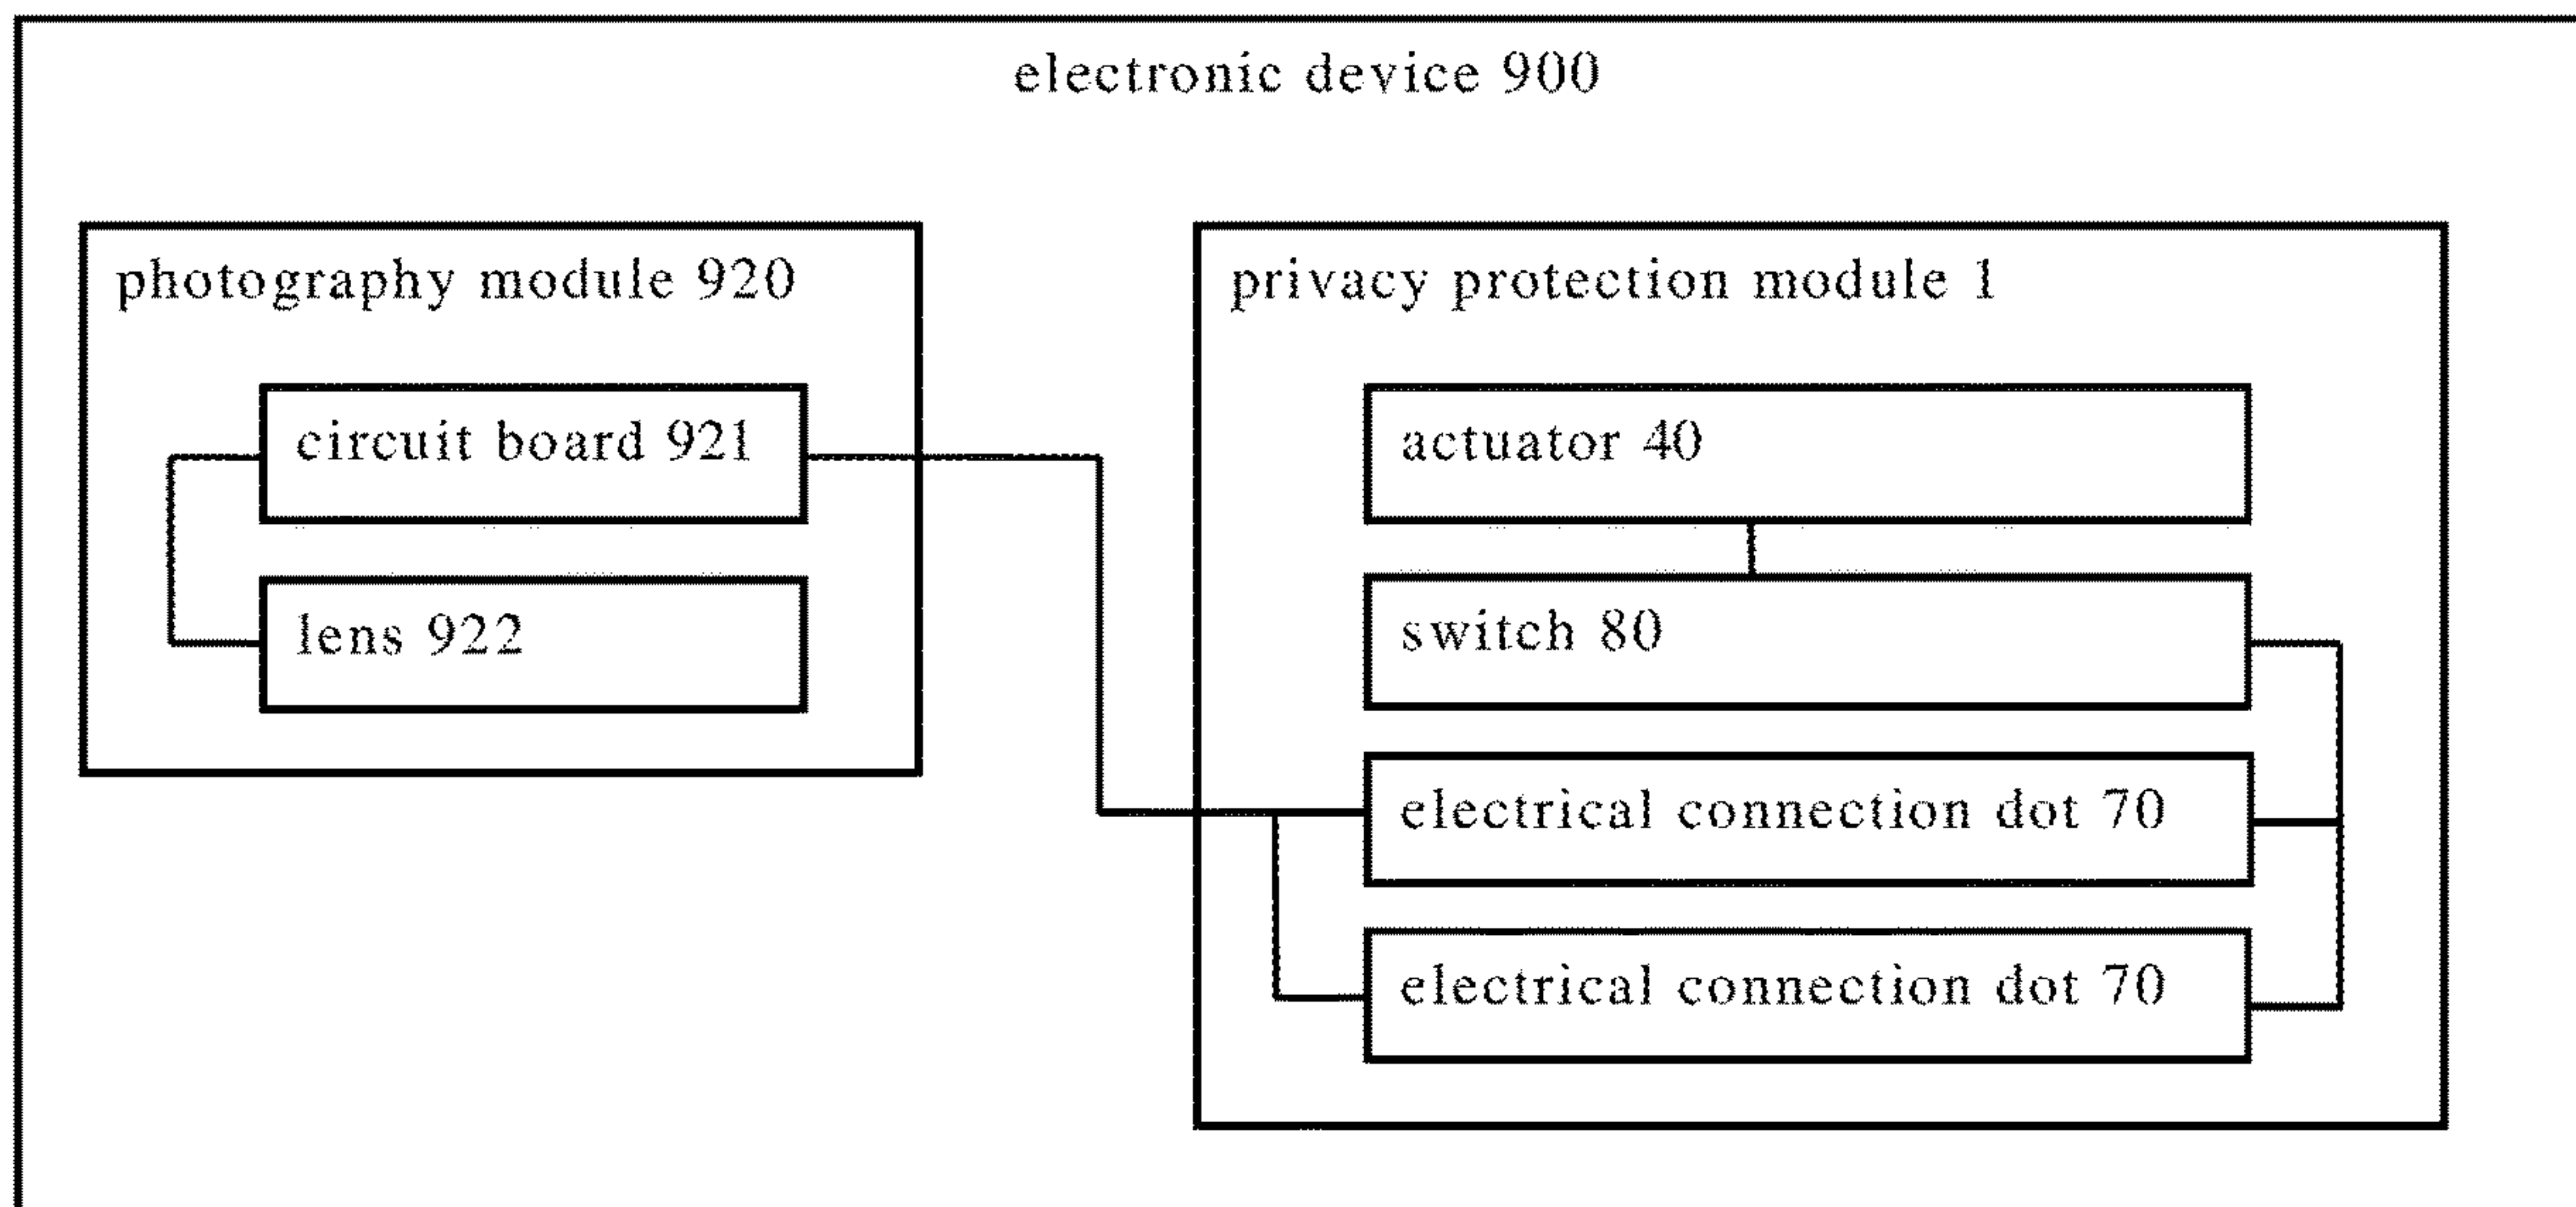 electronic device 900
photography module 920
circuit board 921
lens 922
privacy protection module 1
actuator 40
switch 80
electrical connection dot 70
electrical connection dot 70